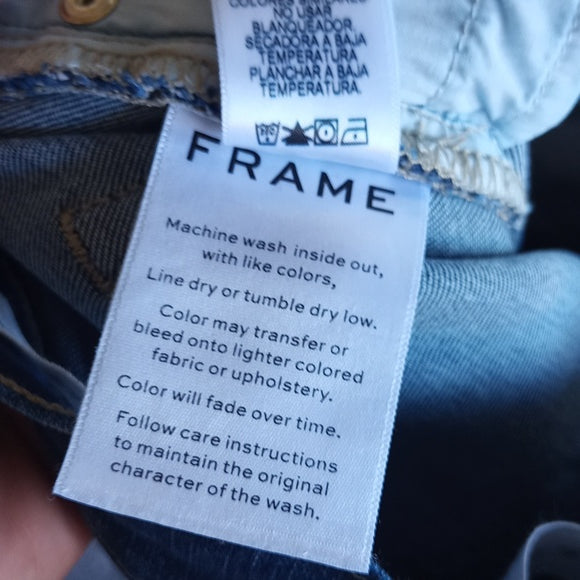 NO USAR
BLANQUEADOR.
SECADORA A BAJA
TEMPERATURA
PLANCHAR A BAJA
TEMPERATURA.
FRAME
Machine wash inside out,
with like colors,
Line dry or tumble dry low.
Color may transfer or
bleed onto lighter colored
fabric or upholstery.
Color will fade over time.
Follow care instructions
to maintain the original
character of the wash.